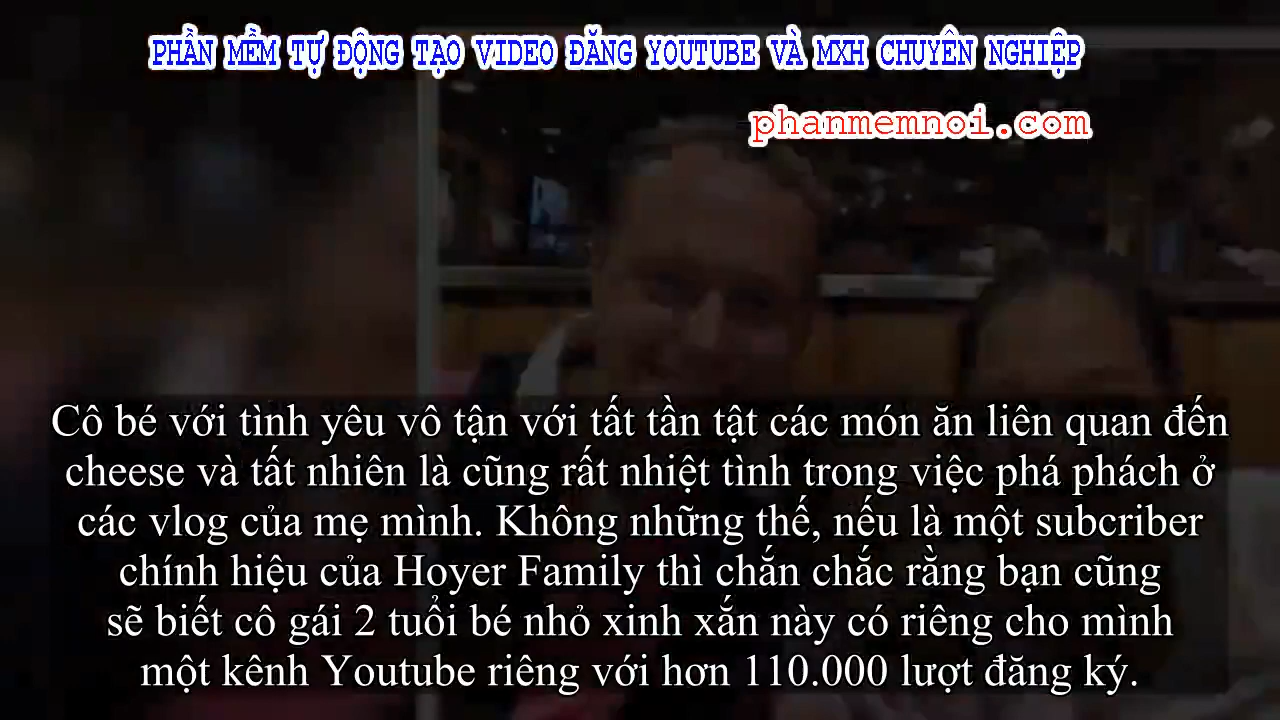 PHẦN MỀM TỰ ĐỘNG TẠO VIDEO ĐĂNG YOUTUBE VÀ MXH CHUYÊN NGHIỆP
phanmemnoi.com
Cô bé với tình yêu vô tận với tất tần tật các món ăn liên quan đến
cheese và tất nhiên là cũng rất nhiệt tình trong việc phá phách ở
các vlog của mẹ mình. Không những thế, nếu là một subcriber
chính hiệu của Hoyer Family thì chắn chắc rằng bạn cũng
sẽ biết cô gái 2 tuổi bé nhỏ xinh xắn này có riêng cho mình
một kênh Youtube riêng với hơn 110.000 lượt đăng ký.